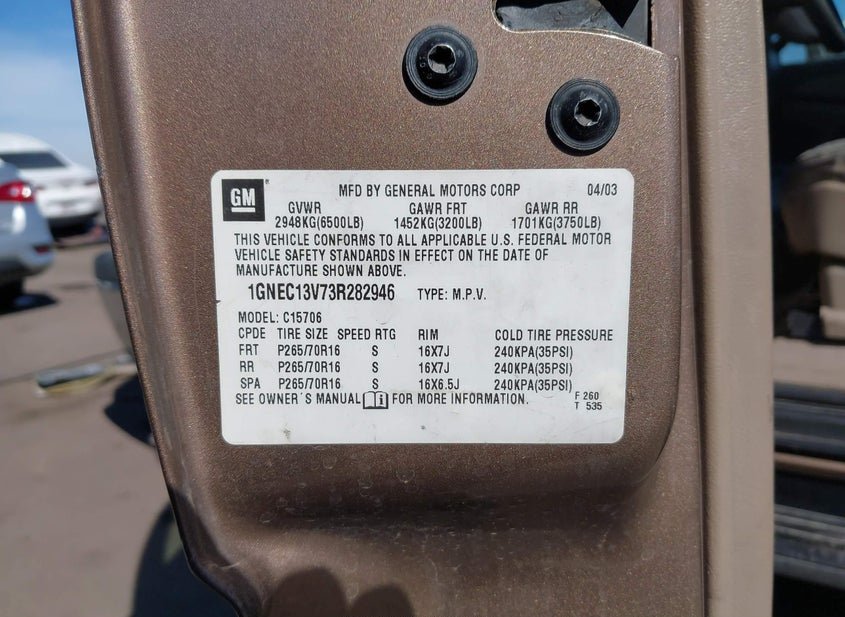 GM ® MFD BY GENERAL MOTORS CORP 04/03
GVWR GAWR FRT GAWR RR
2948KG(6500LB) 1452KG(3200LB) 1701KG(3750LB)
THIS VEHICLE CONFORMS TO ALL APPLICABLE U.S. FEDERAL MOTOR
VEHICLE SAFETY STANDARDS IN EFFECT ON THE DATE OF
MANUFACTURE SHOWN ABOVE.
1GNEC13V73R282946 TYPE: M.P.V.
MODEL: C15706
CPDE TIRE SIZE SPEED RTG RIM COLD TIRE PRESSURE
FRT P265/70R16 S 16X7J 240KPA(35PSI)
RR P265/70R16 S 16X7J 240KPA(35PSI)
SPA P265/70R16 S 16X6.5J 240KPA(35PSI)
SEE OWNER'S MANUAL i FOR MORE INFORMATION. F 260
T 535